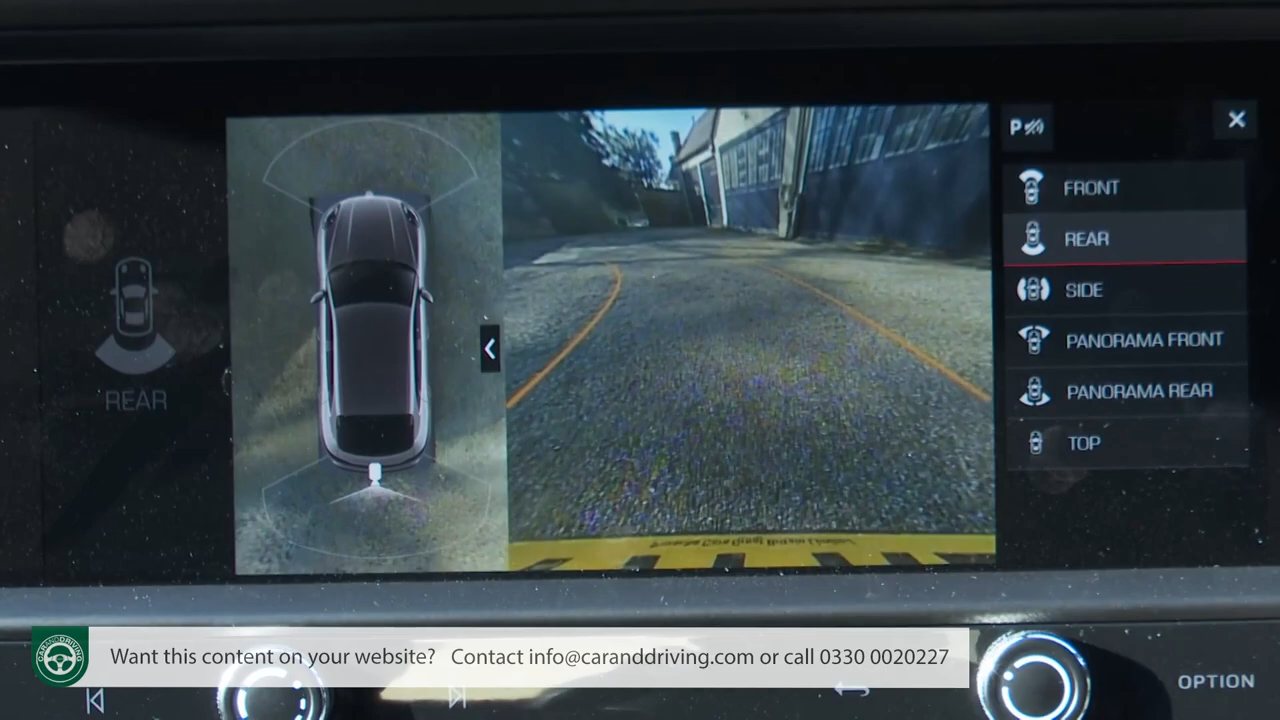 P
FRONT
REAR
SIDE
PANORAMA FRONT
PANORAMA REAR
TOP
REAR
CARANDDRIVING
Want this content on your website? Contact info@caranddriving.com or call 0330 0020227
OPTION